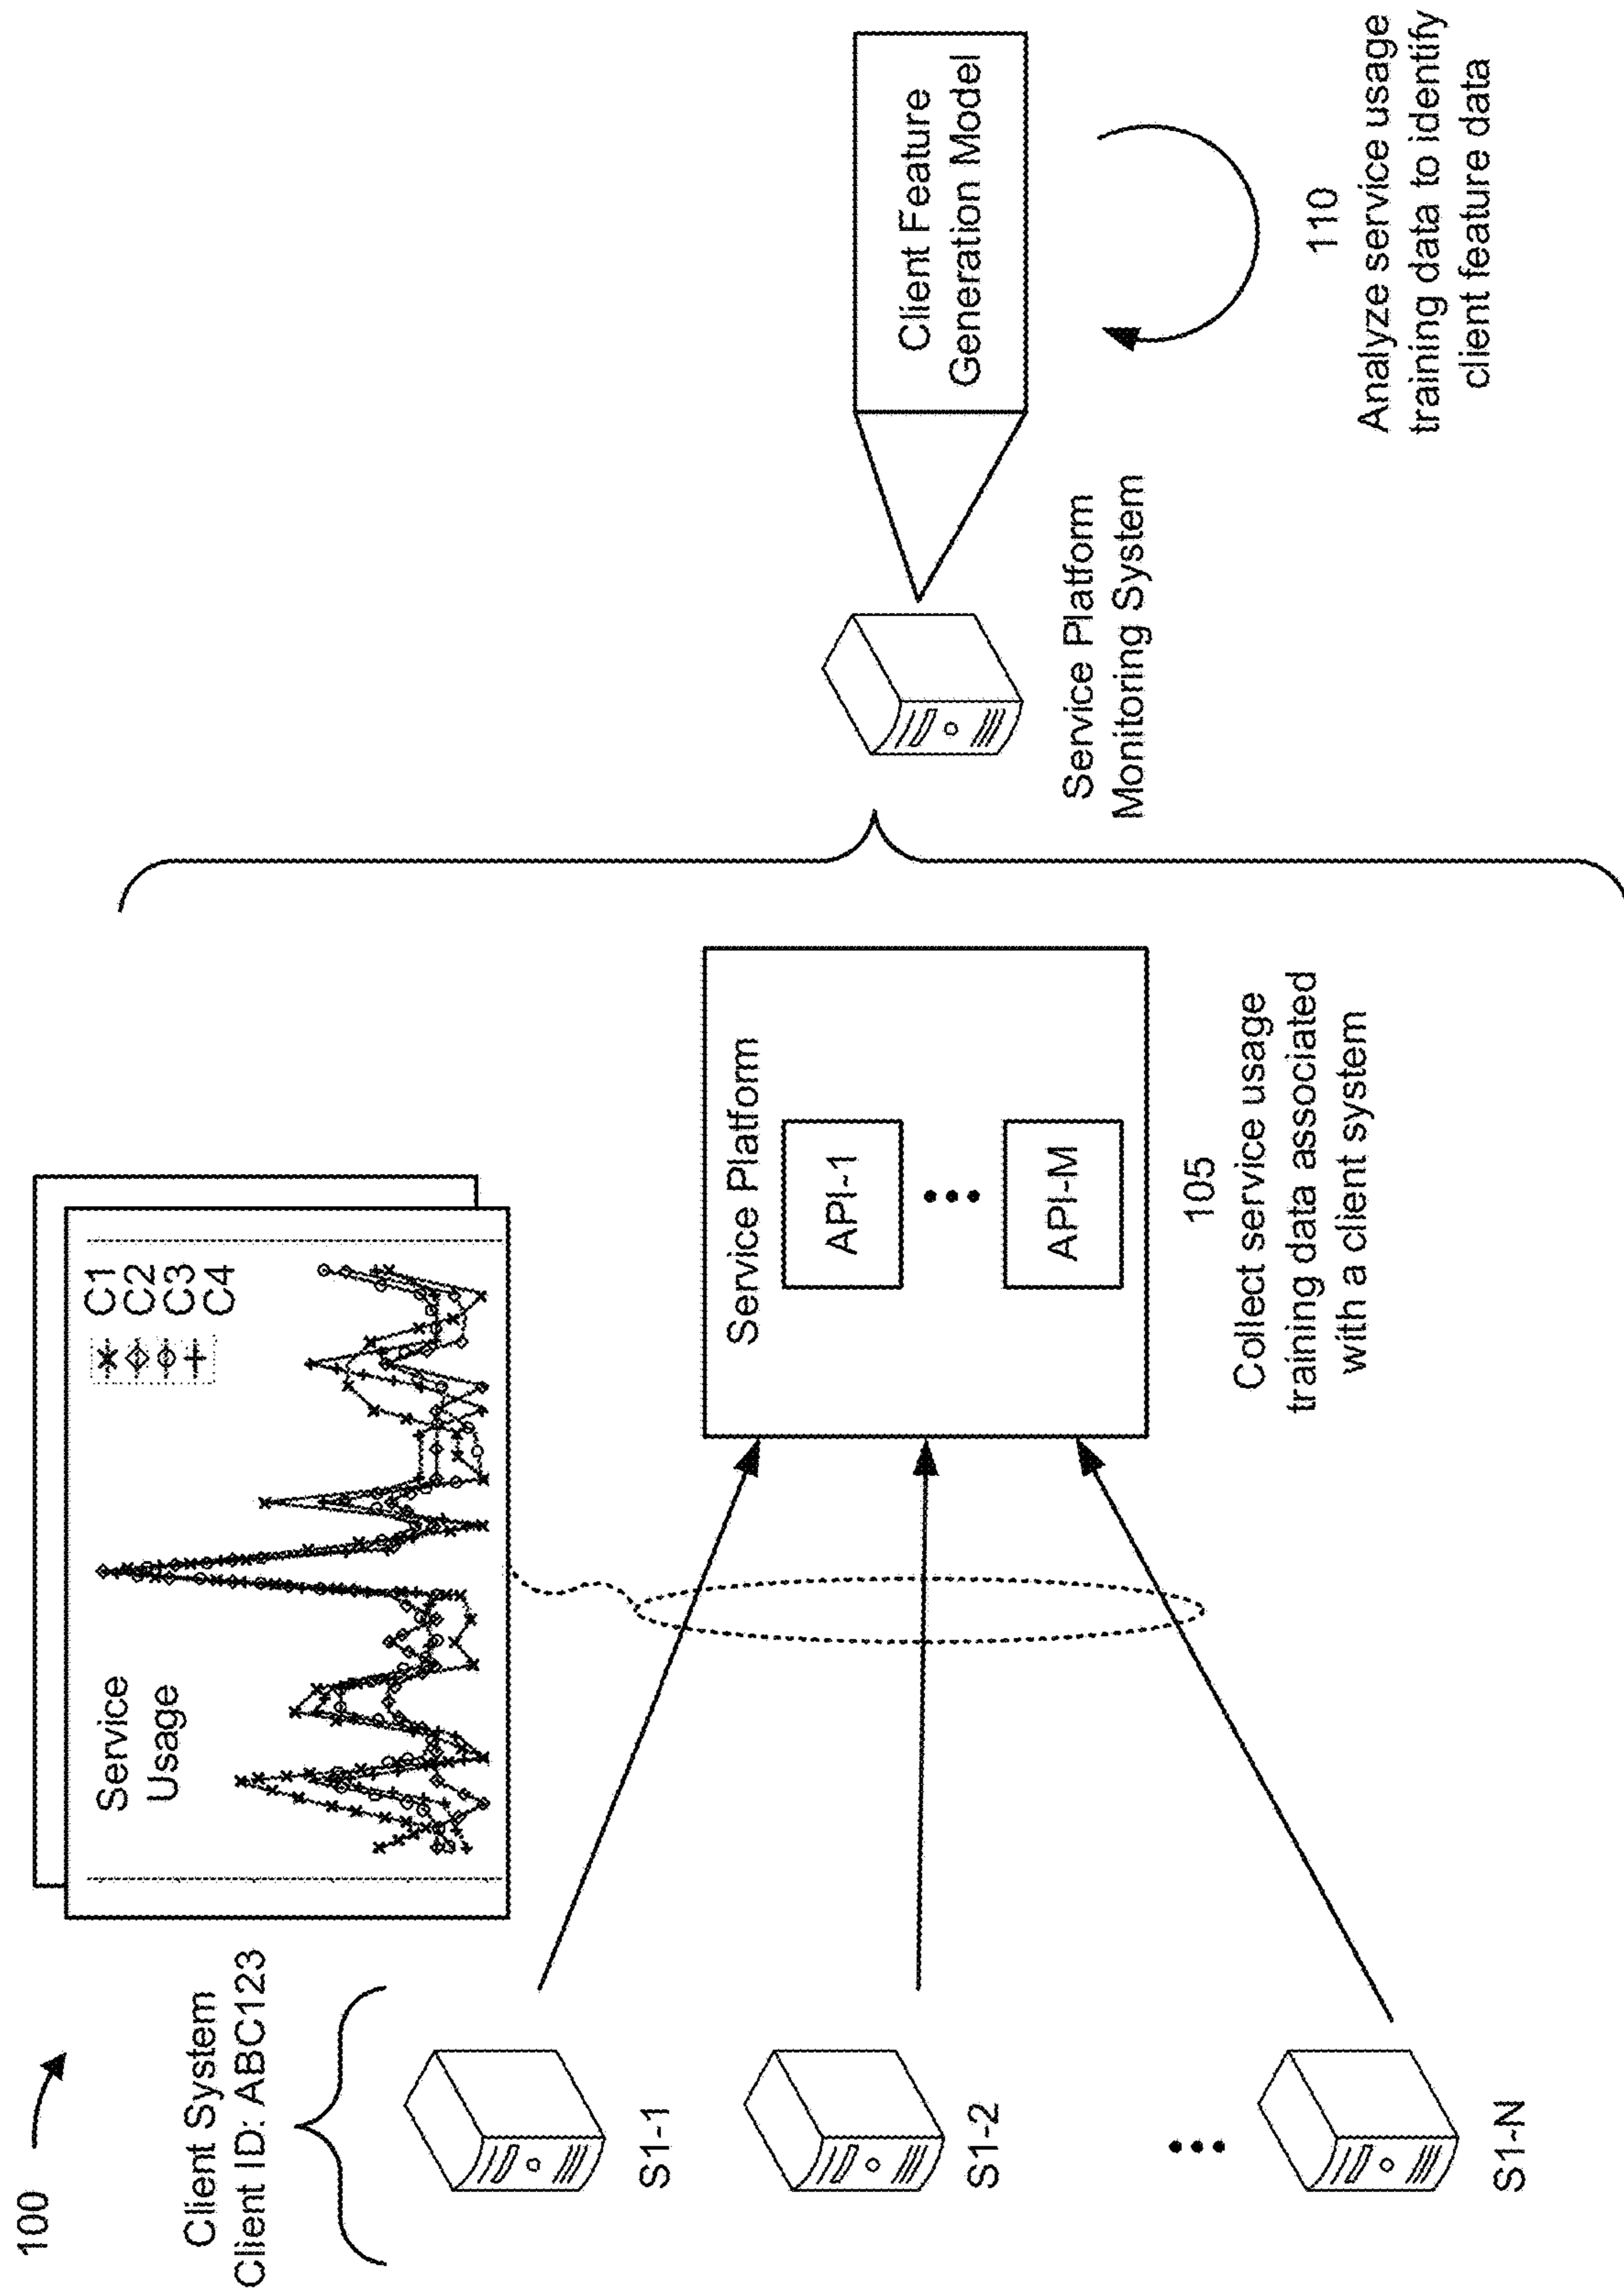 100
Client System
Client ID: ABC123
S1-1
S1-2
S1-N
Service
Usage
C1
C2
C3
C4
Service Platform
API-1
API-M
105
Collect service usage
training data associated
with a client system
Service Platform
Monitoring System
Client Feature
Generation Model
110
Analyze service usage
training data to identify
client feature data